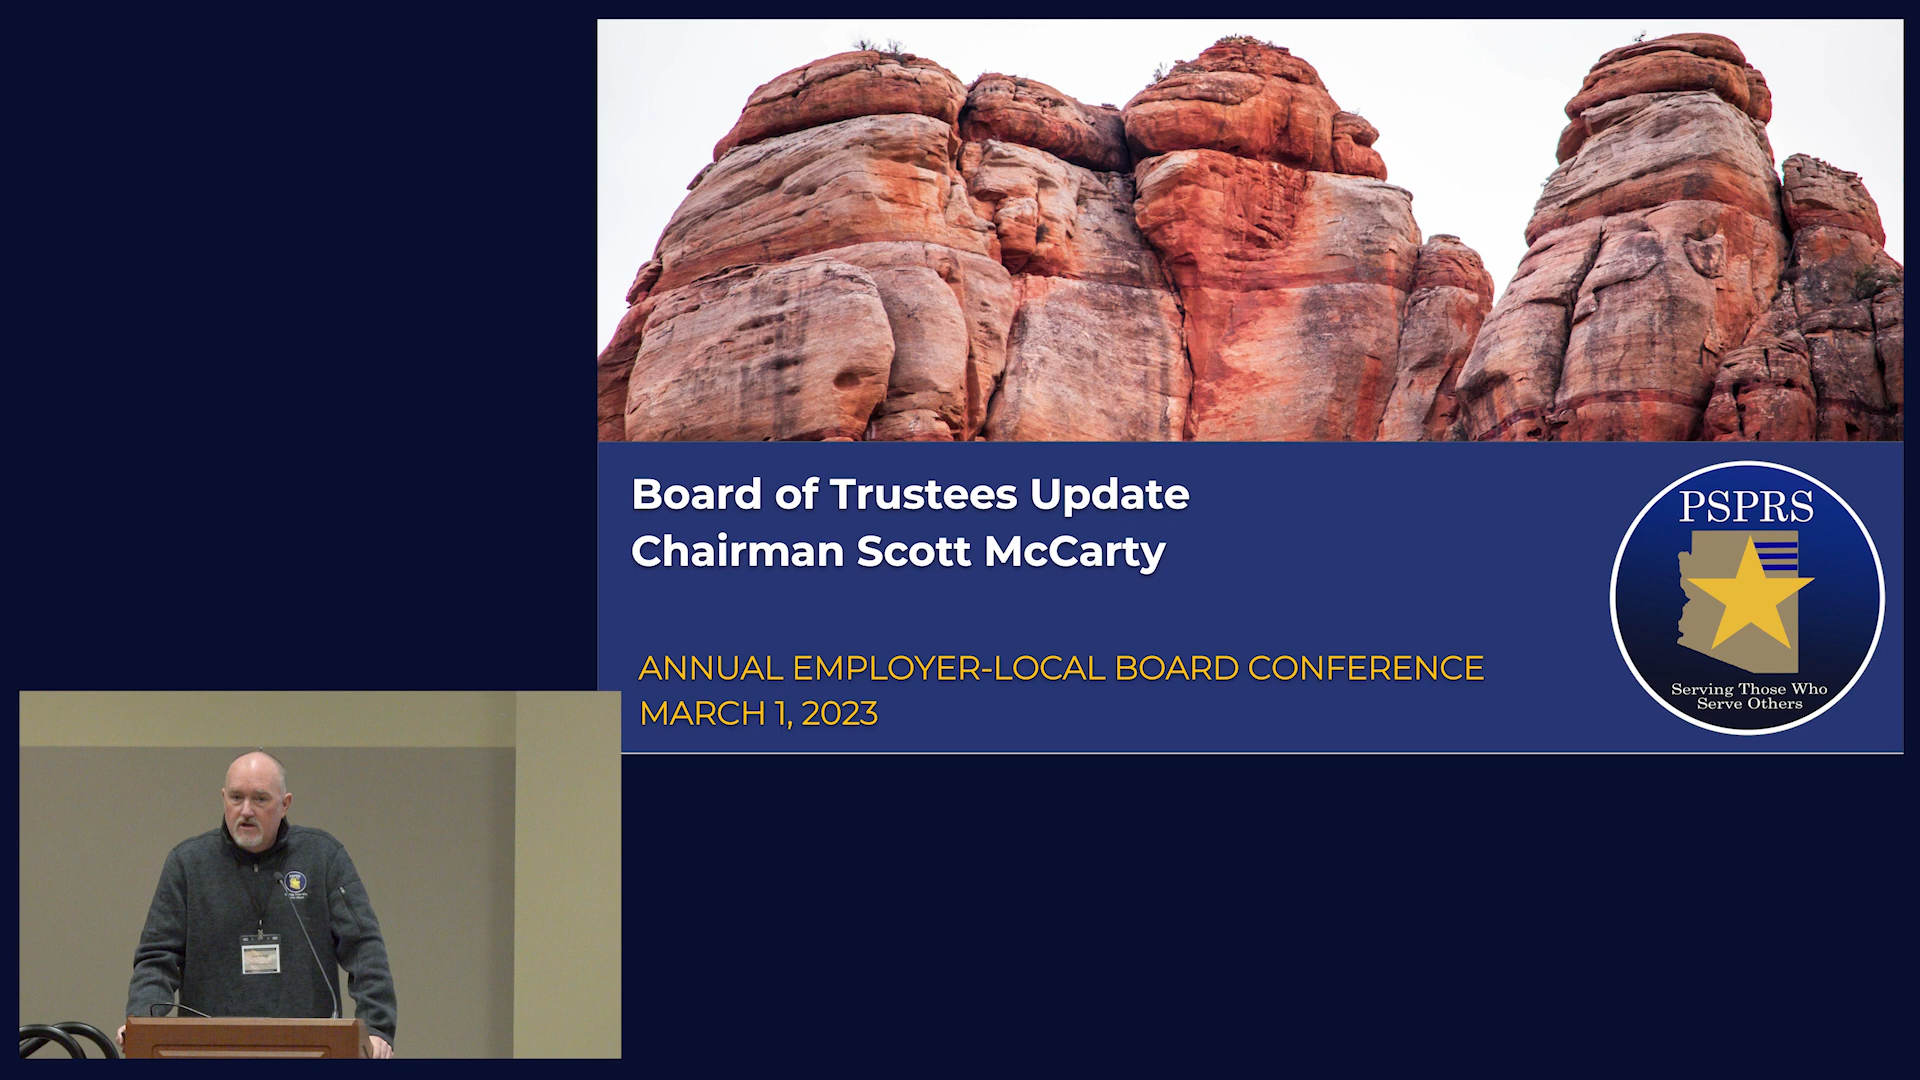 Board of Trustees Update
Chairman Scott McCarty
ANNUAL EMPLOYER-LOCAL BOARD CONFERENCE
MARCH 1, 2023
PSPRS
Serving Those Who
Serve Others
PSPRS